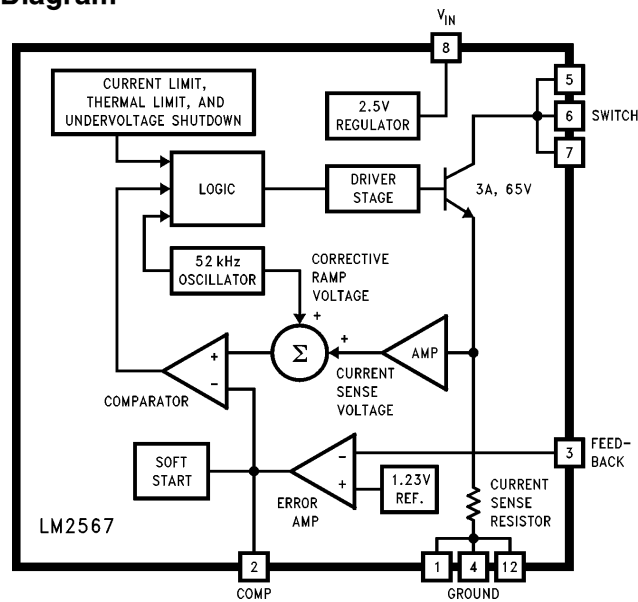 Diagram
VIN
8
5
6
SWITCH
7
CURRENT LIMIT,
THERMAL LIMIT, AND
UNDERVOLTAGE SHUTDOWN
2.5V
REGULATOR
LOGIC
DRIVER
STAGE
3A, 65V
52 kHz
OSCILLATOR
CORRECTIVE
RAMP
VOLTAGE
+
+
Σ
AMP
+
−
CURRENT
SENSE
VOLTAGE
COMPARATOR
3
FEED-
BACK
SOFT
START
−
+
1.23V
REF.
ERROR
AMP
CURRENT
SENSE
RESISTOR
LM2567
2
COMP
1
4
12
GROUND